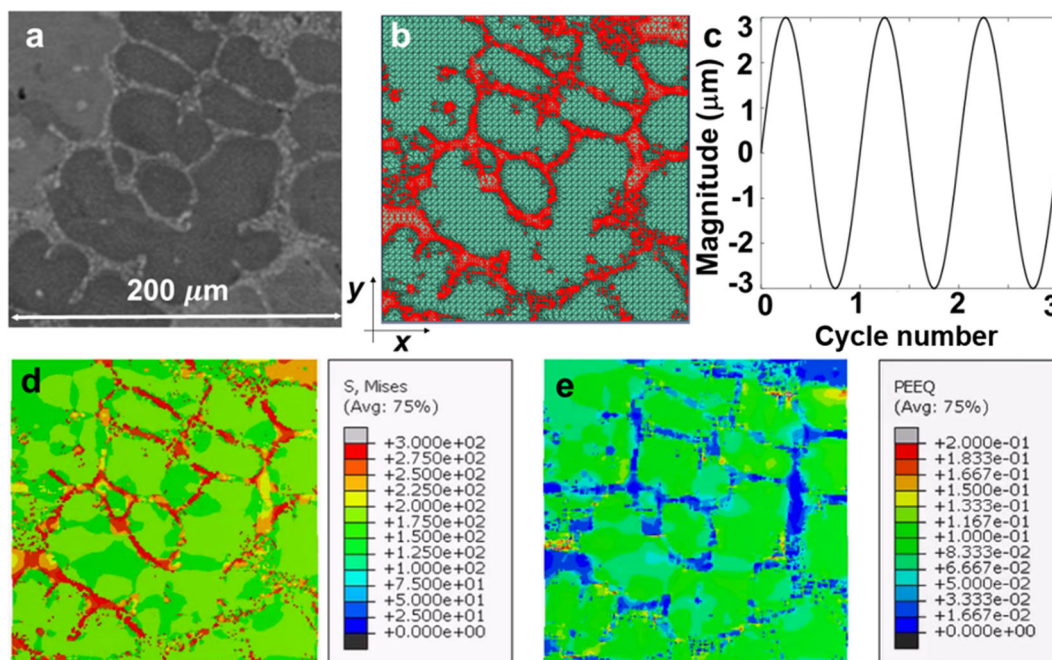 a
200 μm
b
y
x
c
Magnitude (μm)
3
2
1
0
-1
-2
-3
0
1
2
3
Cycle number
d
S, Mises
(Avg: 75%)
+3.000e+02
+2.750e+02
+2.500e+02
+2.250e+02
+2.000e+02
+1.750e+02
+1.500e+02
+1.250e+02
+1.000e+02
+7.500e+01
+5.000e+01
+2.500e+01
+0.000e+00
e
PEEQ
(Avg: 75%)
+2.000e-01
+1.833e-01
+1.667e-01
+1.500e-01
+1.333e-01
+1.167e-01
+1.000e-01
+8.333e-02
+6.667e-02
+5.000e-02
+3.333e-02
+1.667e-02
+0.000e+00